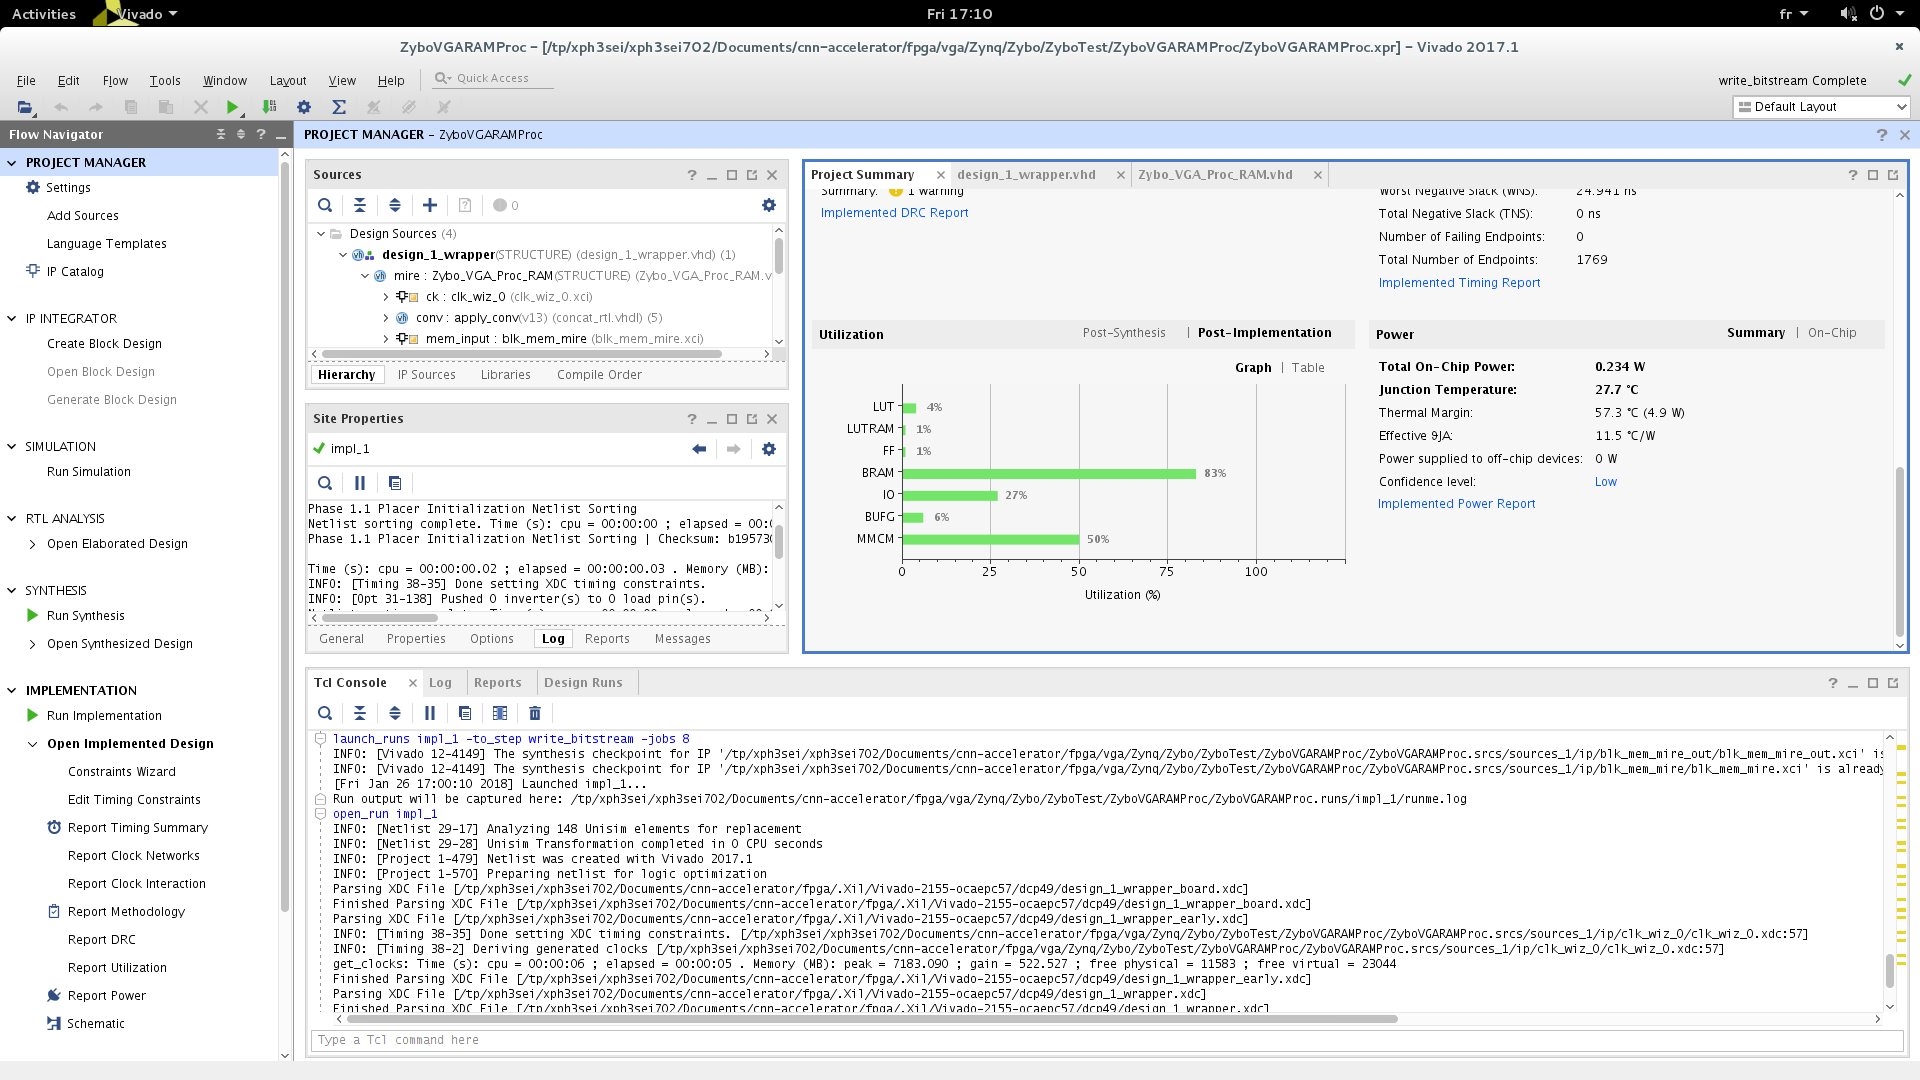 Activities
Vivado
Fri 17:10
fr
ZyboVGARAMProc – [/tp/xph3sei/xph3sei702/Documents/cnn-accelerator/fpga/vga/Zynq/Zybo/ZyboTest/ZyboVGARAMProc/ZyboVGARAMProc.xpr] – Vivado 2017.1
File Edit Flow Tools Window Layout View Help Quick Access
write_bitstream Complete
Default Layout
Flow Navigator
PROJECT MANAGER
Settings
Add Sources
Language Templates
IP Catalog
IP INTEGRATOR
Create Block Design
Open Block Design
Generate Block Design
SIMULATION
Run Simulation
RTL ANALYSIS
Open Elaborated Design
SYNTHESIS
Run Synthesis
Open Synthesized Design
IMPLEMENTATION
Run Implementation
Open Implemented Design
Constraints Wizard
Edit Timing Constraints
Report Timing Summary
Report Clock Networks
Report Clock Interaction
Report Methodology
Report DRC
Report Utilization
Report Power
Schematic
PROJECT MANAGER – ZyboVGARAMProc
Sources
0
Design Sources (4)
design_1_wrapper(STRUCTURE) (design_1_wrapper.vhd) (1)
mire : Zybo_VGA_Proc_RAM(STRUCTURE) (Zybo_VGA_Proc_RAM.v
ck : clk_wiz_0 (clk_wiz_0.xci)
conv : apply_conv(v13) (concat_rtl.vhdl) (5)
mem_input : blk_mem_mire (blk_mem_mire.xci)
Hierarchy IP Sources Libraries Compile Order
Site Properties
impl_1
Phase 1.1 Placer Initialization Netlist Sorting
Netlist sorting complete. Time (s): cpu = 00:00:00 ; elapsed = 00:0
Phase 1.1 Placer Initialization Netlist Sorting | Checksum: b195730
Time (s): cpu = 00:00:00.02 ; elapsed = 00:00:00.03 . Memory (MB):
INFO: [Timing 38-35] Done setting XDC timing constraints.
INFO: [Opt 31-138] Pushed 0 inverter(s) to 0 load pin(s).
General Properties Options Log Reports Messages
Project Summary design_1_wrapper.vhd Zybo_VGA_Proc_RAM.vhd
Summary: 1 warning
Implemented DRC Report
Worst Negative Slack (WNS): 24.941 ns
Total Negative Slack (TNS): 0 ns
Number of Failing Endpoints: 0
Total Number of Endpoints: 1769
Implemented Timing Report
Utilization Post-Synthesis | Post-Implementation
Graph | Table
LUT 4%
LUTRAM 1%
FF 1%
BRAM 83%
IO 27%
BUFG 6%
MMCM 50%
0 25 50 75 100
Utilization (%)
Power Summary | On-Chip
Total On-Chip Power: 0.234 W
Junction Temperature: 27.7 °C
Thermal Margin: 57.3 °C (4.9 W)
Effective ϑJA: 11.5 °C/W
Power supplied to off-chip devices: 0 W
Confidence level: Low
Implemented Power Report
Tcl Console Log Reports Design Runs
launch_runs impl_1 -to_step write_bitstream -jobs 8
INFO: [Vivado 12-4149] The synthesis checkpoint for IP '/tp/xph3sei/xph3sei702/Documents/cnn-accelerator/fpga/vga/Zynq/Zybo/ZyboTest/ZyboVGARAMProc/ZyboVGARAMProc.srcs/sources_1/ip/blk_mem_mire_out/blk_mem_mire_out.xci' is
INFO: [Vivado 12-4149] The synthesis checkpoint for IP '/tp/xph3sei/xph3sei702/Documents/cnn-accelerator/fpga/vga/Zynq/Zybo/ZyboTest/ZyboVGARAMProc/ZyboVGARAMProc.srcs/sources_1/ip/blk_mem_mire/blk_mem_mire.xci' is already
[Fri Jan 26 17:00:10 2018] Launched impl_1...
Run output will be captured here: /tp/xph3sei/xph3sei702/Documents/cnn-accelerator/fpga/vga/Zynq/Zybo/ZyboTest/ZyboVGARAMProc/ZyboVGARAMProc.runs/impl_1/runme.log
open_run impl_1
INFO: [Netlist 29-17] Analyzing 148 Unisim elements for replacement
INFO: [Netlist 29-28] Unisim Transformation completed in 0 CPU seconds
INFO: [Project 1-479] Netlist was created with Vivado 2017.1
INFO: [Project 1-570] Preparing netlist for logic optimization
Parsing XDC File [/tp/xph3sei/xph3sei702/Documents/cnn-accelerator/fpga/.Xil/Vivado-2155-ocaepc57/dcp49/design_1_wrapper_board.xdc]
Finished Parsing XDC File [/tp/xph3sei/xph3sei702/Documents/cnn-accelerator/fpga/.Xil/Vivado-2155-ocaepc57/dcp49/design_1_wrapper_board.xdc]
Parsing XDC File [/tp/xph3sei/xph3sei702/Documents/cnn-accelerator/fpga/.Xil/Vivado-2155-ocaepc57/dcp49/design_1_wrapper_early.xdc]
INFO: [Timing 38-35] Done setting XDC timing constraints. [/tp/xph3sei/xph3sei702/Documents/cnn-accelerator/fpga/vga/Zynq/Zybo/ZyboTest/ZyboVGARAMProc/ZyboVGARAMProc.srcs/sources_1/ip/clk_wiz_0/clk_wiz_0.xdc:57]
INFO: [Timing 38-2] Deriving generated clocks [/tp/xph3sei/xph3sei702/Documents/cnn-accelerator/fpga/vga/Zynq/Zybo/ZyboTest/ZyboVGARAMProc/ZyboVGARAMProc.srcs/sources_1/ip/clk_wiz_0/clk_wiz_0.xdc:57]
get_clocks: Time (s): cpu = 00:00:06 ; elapsed = 00:00:05 . Memory (MB): peak = 7183.090 ; gain = 522.527 ; free physical = 11583 ; free virtual = 23044
Finished Parsing XDC File [/tp/xph3sei/xph3sei702/Documents/cnn-accelerator/fpga/.Xil/Vivado-2155-ocaepc57/dcp49/design_1_wrapper_early.xdc]
Parsing XDC File [/tp/xph3sei/xph3sei702/Documents/cnn-accelerator/fpga/.Xil/Vivado-2155-ocaepc57/dcp49/design_1_wrapper.xdc]
Finished Parsing XDC File [/tp/xph3sei/xph3sei702/Documents/cnn-accelerator/fpga/.Xil/Vivado-2155-ocaepc57/dcp49/design_1_wrapper.xdc]
Type a Tcl command here